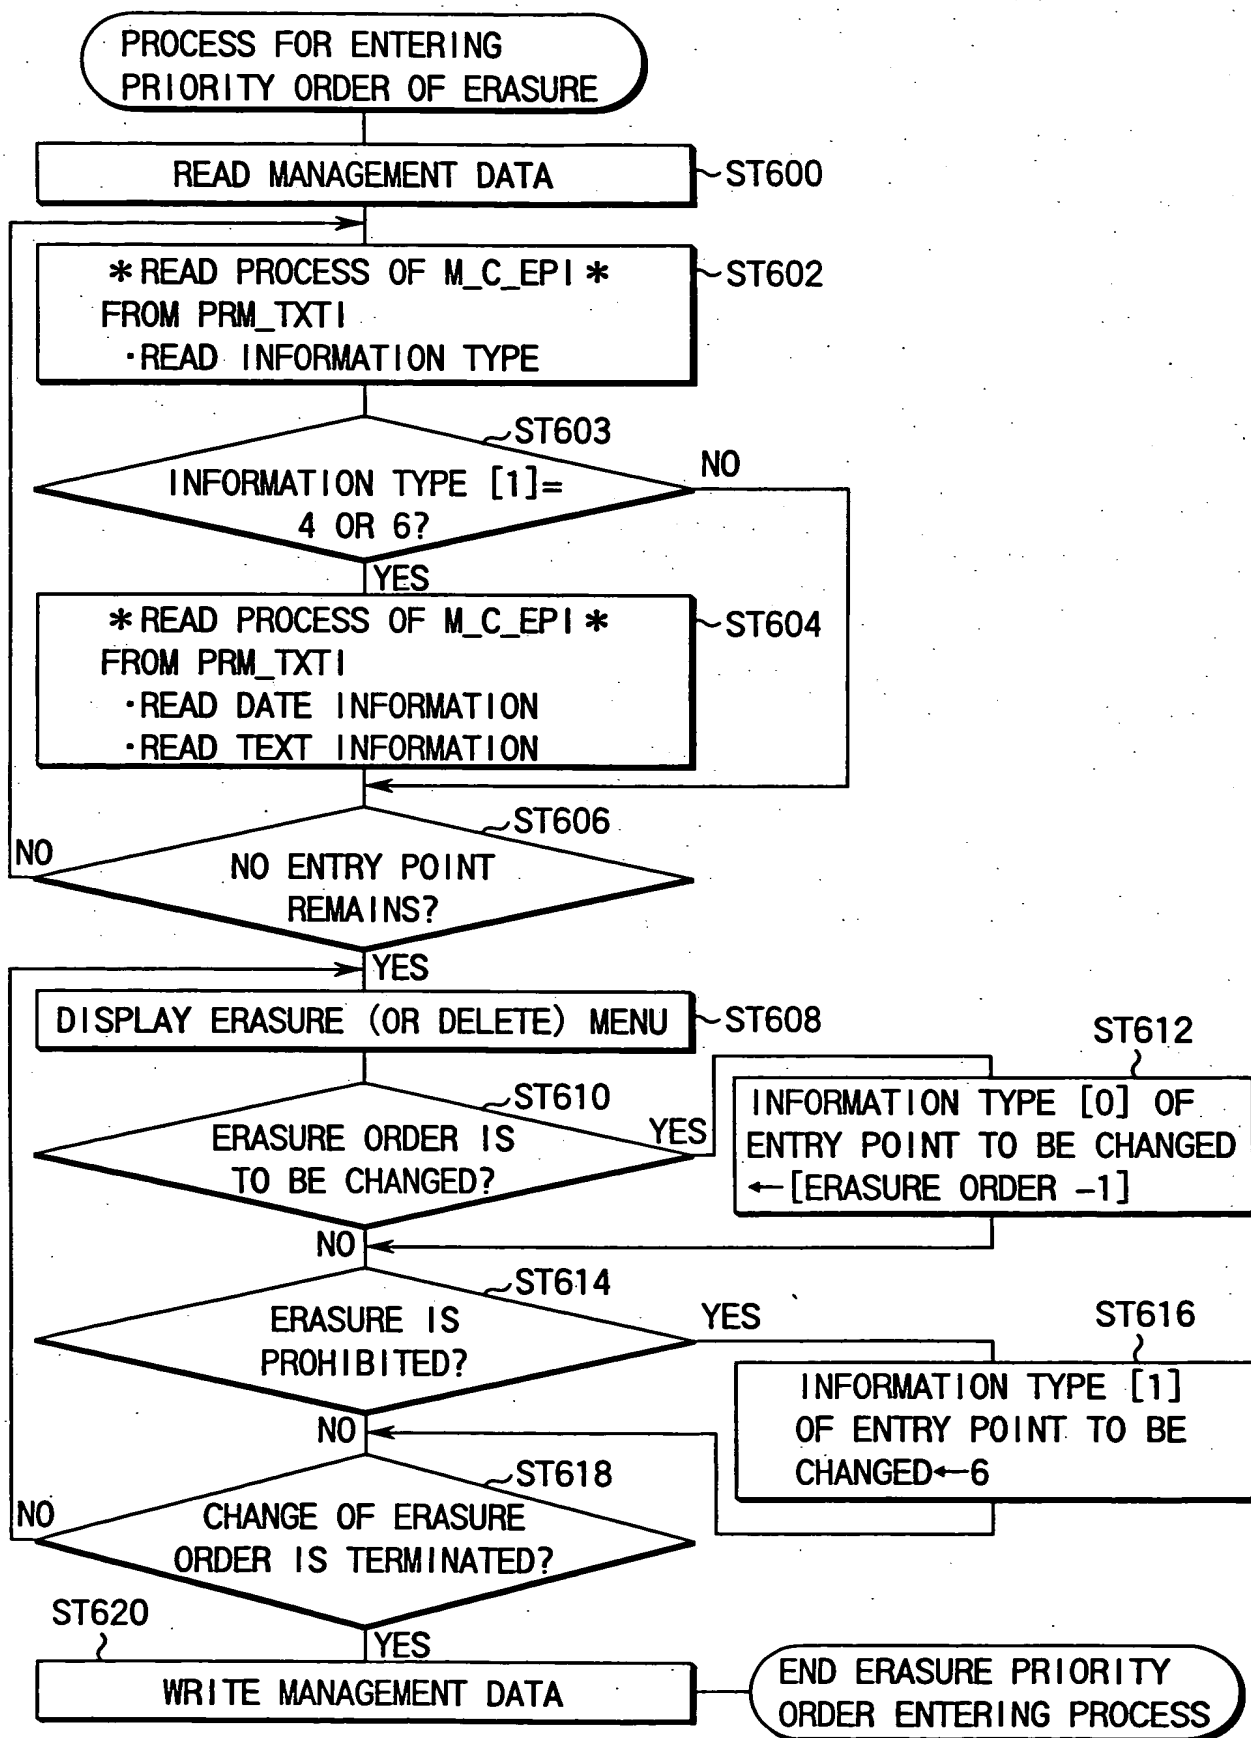 PROCESS FOR ENTERING
PRIORITY ORDER OF ERASURE
READ MANAGEMENT DATA
ST600
*READ PROCESS OF M_C_EPI*
FROM PRM_TXTI
·READ INFORMATION TYPE
ST602
ST603
INFORMATION TYPE [1]=
4 OR 6?
NO
YES
*READ PROCESS OF M_C_EPI*
FROM PRM_TXTI
·READ DATE INFORMATION
·READ TEXT INFORMATION
ST604
ST606
NO ENTRY POINT
REMAINS?
NO
YES
DISPLAY ERASURE (OR DELETE) MENU
ST608
ST610
ERASURE ORDER IS
TO BE CHANGED?
YES
ST612
INFORMATION TYPE [0] OF
ENTRY POINT TO BE CHANGED
←[ERASURE ORDER -1]
NO
ST614
ERASURE IS
PROHIBITED?
YES
ST616
INFORMATION TYPE [1]
OF ENTRY POINT TO BE
CHANGED←6
NO
ST618
CHANGE OF ERASURE
ORDER IS TERMINATED?
NO
YES
ST620
WRITE MANAGEMENT DATA
END ERASURE PRIORITY
ORDER ENTERING PROCESS